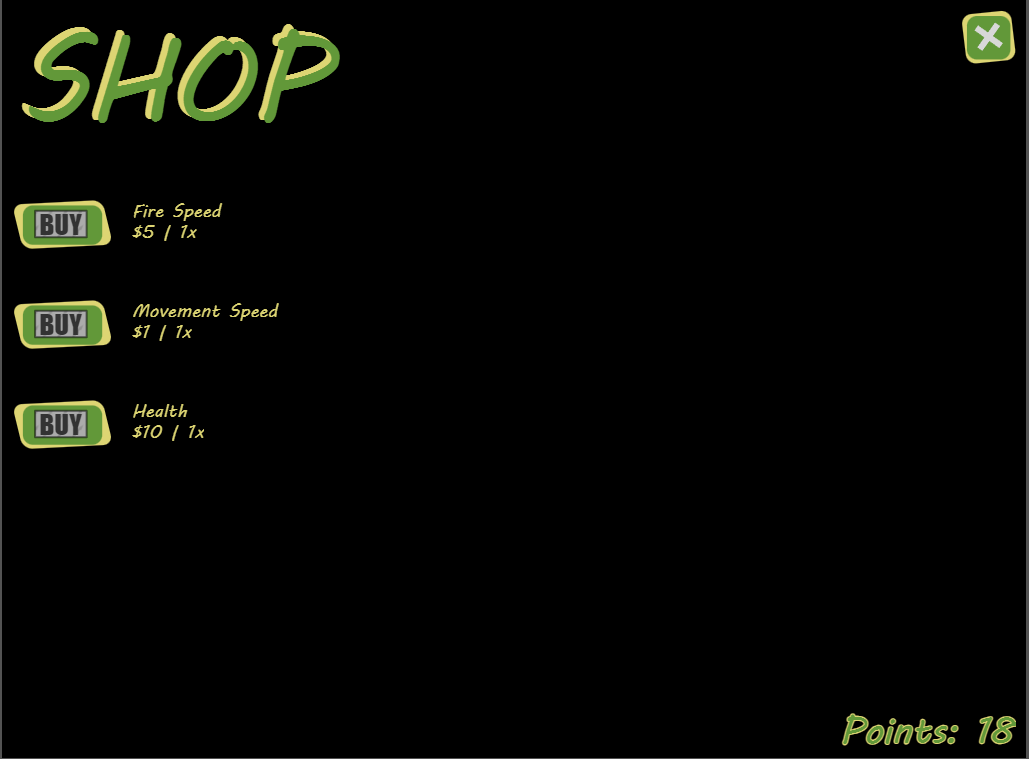 SHOP
BUY
Fire Speed
$5 / 1x
BUY
Movement Speed
$1 / 1x
BUY
Health
$10 / 1x
Points: 18